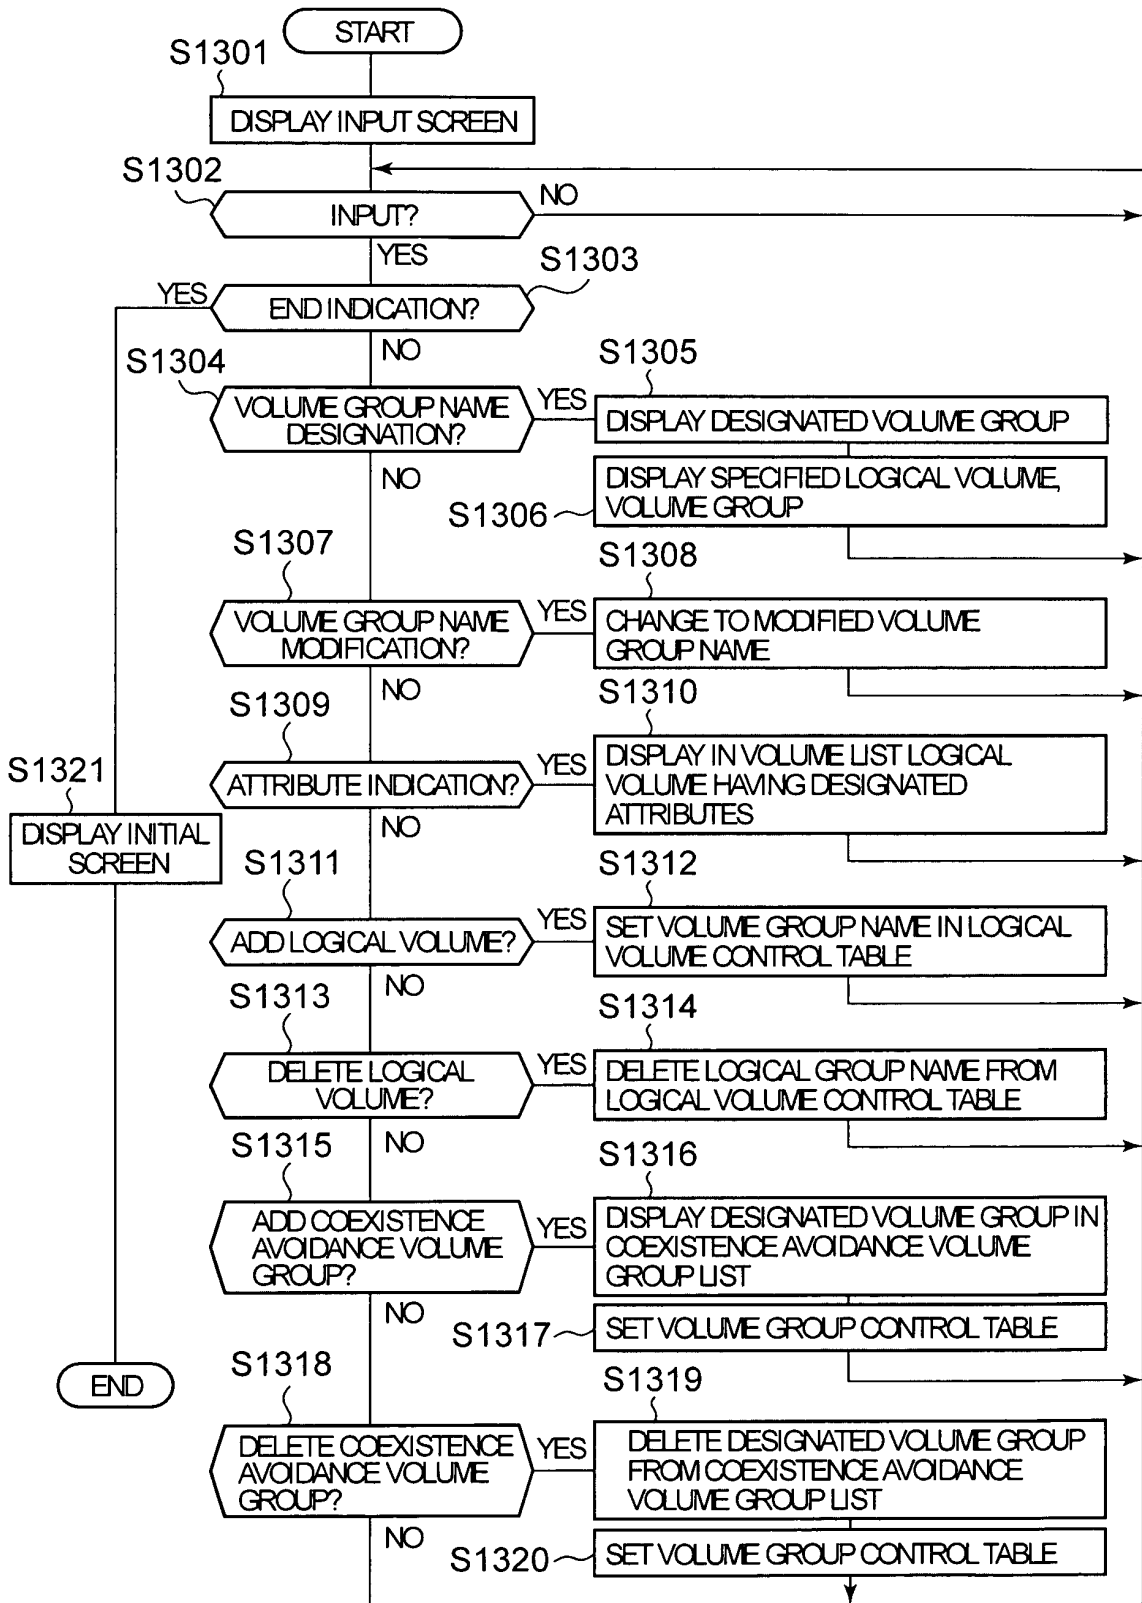 START
S1301
DISPLAY INPUT SCREEN
S1302
INPUT?
NO
YES
S1303
YES
END INDICATION?
NO
S1304
VOLUME GROUP NAME
DESIGNATION?
YES
NO
S1305
DISPLAY DESIGNATED VOLUME GROUP
DISPLAY SPECIFIED LOGICAL VOLUME,
VOLUME GROUP
S1306
S1307
VOLUME GROUP NAME
MODIFICATION?
YES
NO
S1308
CHANGE TO MODIFIED VOLUME
GROUP NAME
S1309
ATTRIBUTE INDICATION?
YES
NO
S1310
DISPLAY IN VOLUME LIST LOGICAL
VOLUME HAVING DESIGNATED
ATTRIBUTES
S1321
DISPLAY INITIAL
SCREEN
S1311
ADD LOGICAL VOLUME?
YES
NO
S1312
SET VOLUME GROUP NAME IN LOGICAL
VOLUME CONTROL TABLE
S1313
DELETE LOGICAL
VOLUME?
YES
NO
S1314
DELETE LOGICAL GROUP NAME FROM
LOGICAL VOLUME CONTROL TABLE
S1315
ADD COEXISTENCE
AVOIDANCE VOLUME
GROUP?
YES
NO
S1316
DISPLAY DESIGNATED VOLUME GROUP IN
COEXISTENCE AVOIDANCE VOLUME
GROUP LIST
S1317
SET VOLUME GROUP CONTROL TABLE
END
S1318
DELETE COEXISTENCE
AVOIDANCE VOLUME
GROUP?
YES
NO
S1319
DELETE DESIGNATED VOLUME GROUP
FROM COEXISTENCE AVOIDANCE
VOLUME GROUP LIST
S1320
SET VOLUME GROUP CONTROL TABLE